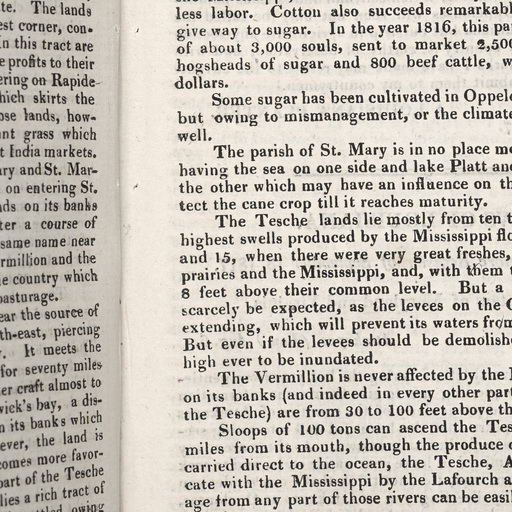 te. The lands
est corner, con-
n this tract are
e profits to their
ering on Rapide-
hich skirts the
ose lands, how-
ant grass which
t India markets.
ary and St. Mar-
on entering St.
ds on its banks
ter a course of
same name near
rmillion and the
e country which
pasturage.
ear the source of
th-east, piercing
. It meets the
for seventy miles
er craft almost to
wick's bay, a dis-
n its banks which
ever, the land is
comes more favor-
part of the Tesche
lies a rich tract of
owing
less labor. Cotton also succeeds remarkabl
give way to sugar. In the year 1816, this pa
of about 3,000 souls, sent to market 2,500
hogsheads of sugar and 800 beef cattle, w
dollars.
Some sugar has been cultivated in Oppelo
but owing to mismanagement, or the climate
well.
The parish of St. Mary is in no place mo
having the sea on one side and lake Platt and
the other which may have an influence on th
tect the cane crop till it reaches maturity.
The Tesche lands lie mostly from ten t
highest swells produced by the Mississippi flo
and 15, when there were very great freshes,
prairies and the Mississippi, and, with them t
8 feet above their common level. But a
scarcely be expected, as the levees on the
extending, which will prevent its waters from
But even if the levees should be demolishe
high ever to be inundated.
The Vermillion is never affected by the
on its banks (and indeed in every other part
the Tesche) are from 30 to 100 feet above th
Sloops of 100 tons can ascend the Tes
miles from its mouth, though the produce o
carried direct to the ocean, the Tesche, A
cate with the Mississippi by the Lafourch a
age from any part of those rivers can be easi